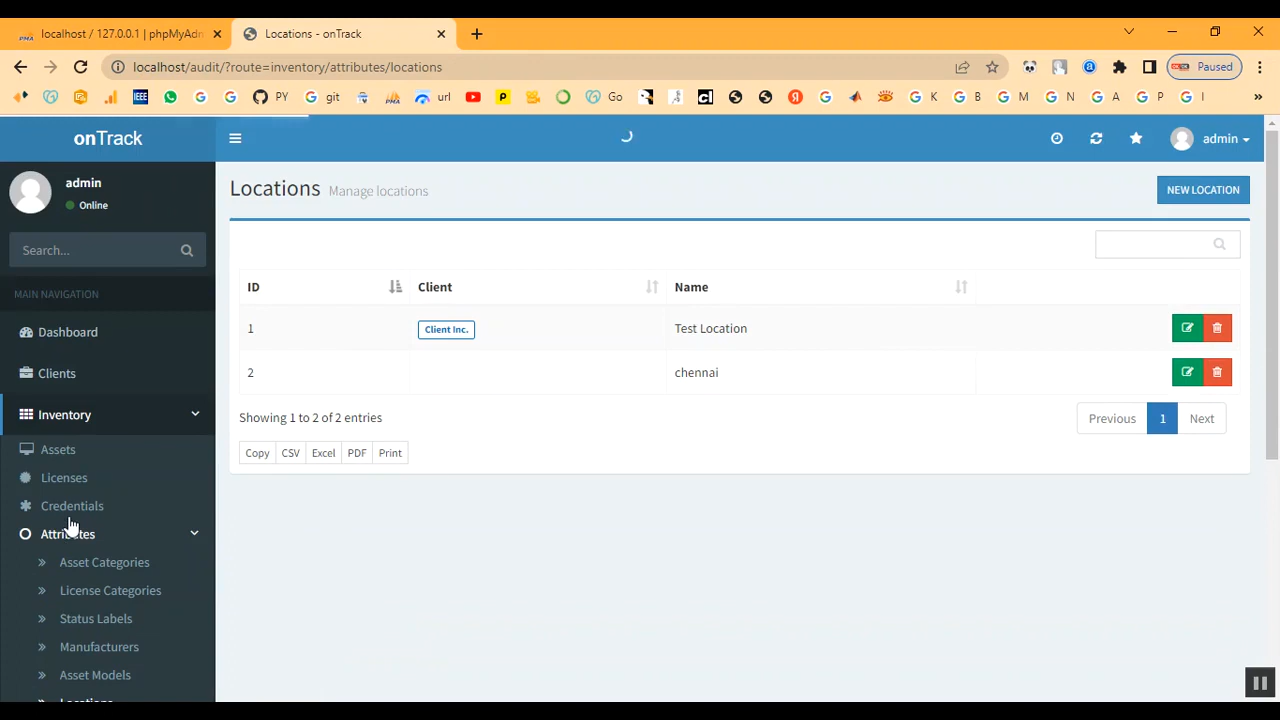 localhost / 127.0.0.1 | phpMyAdn
Locations - onTrack
localhost/audit/?route=inventory/attributes/locations
Paused
IEEE
PY
git
url
Go
K
B
M
N
A
P
I
onTrack
admin
admin
Online
Locations Manage locations
NEW LOCATION
Search...
MAIN NAVIGATION
ID Client Name
1 Client Inc. Test Location
2 chennai
Showing 1 to 2 of 2 entries
Previous 1 Next
Copy CSV Excel PDF Print
Dashboard
Clients
Inventory
Assets
Licenses
Credentials
Attributes
Asset Categories
License Categories
Status Labels
Manufacturers
Asset Models
Locations